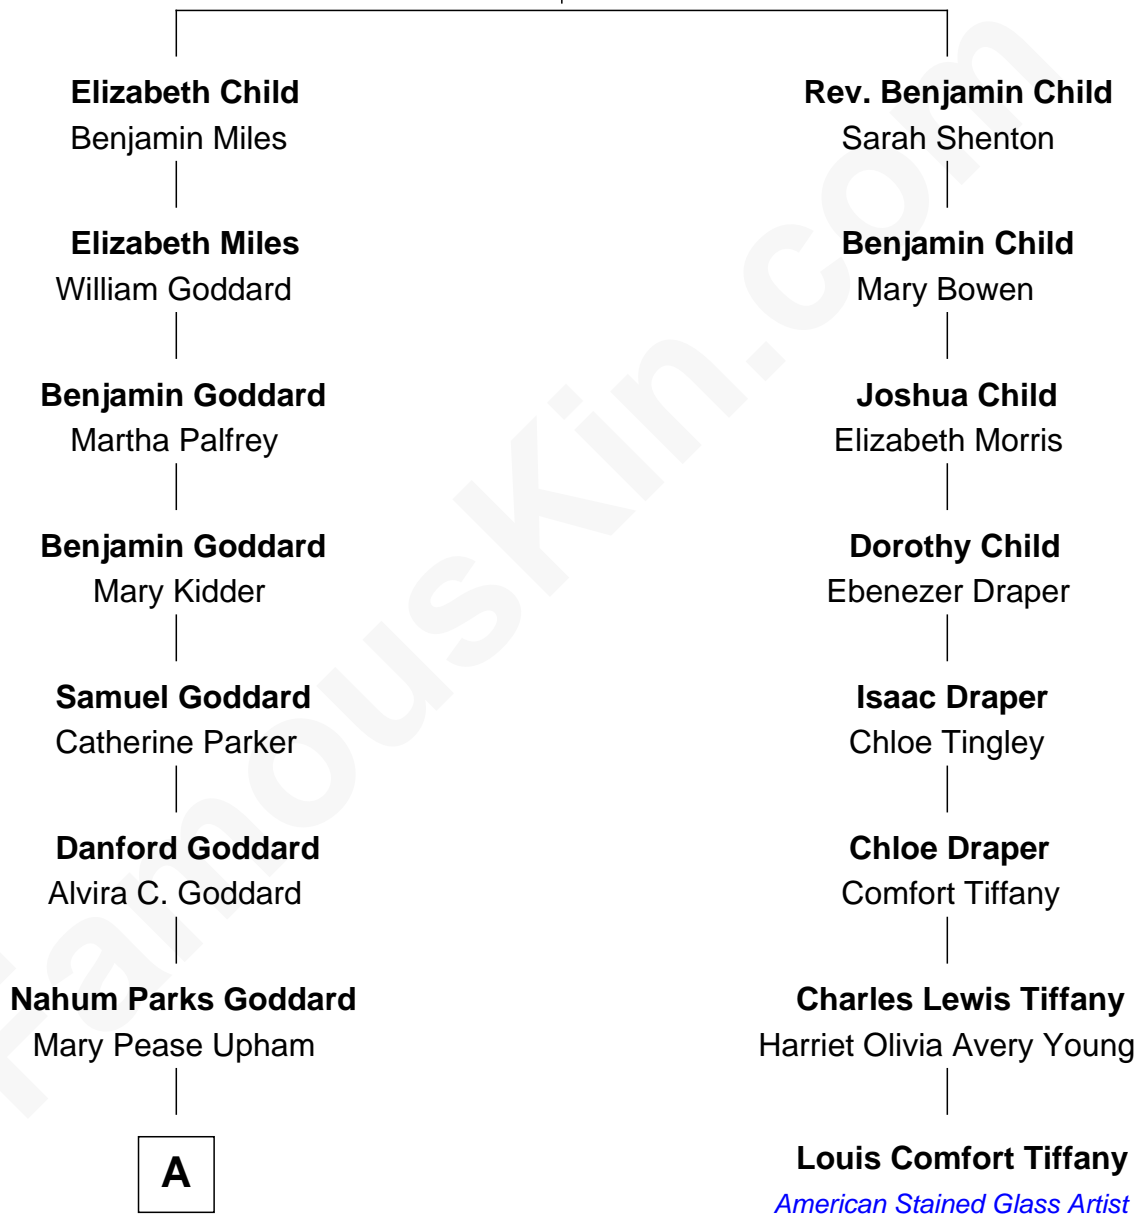 Elizabeth Child
Benjamin Miles
Elizabeth Miles
William Goddard
Benjamin Goddard
Martha Palfrey
Benjamin Goddard
Mary Kidder
Samuel Goddard
Catherine Parker
Danford Goddard
Alvira C. Goddard
Nahum Parks Goddard
Mary Pease Upham
A
Rev. Benjamin Child
Sarah Shenton
Benjamin Child
Mary Bowen
Joshua Child
Elizabeth Morris
Dorothy Child
Ebenezer Draper
Isaac Draper
Chloe Tingley
Chloe Draper
Comfort Tiffany
Charles Lewis Tiffany
Harriet Olivia Avery Young
Louis Comfort Tiffany
American Stained Glass Artist
FamousKin.com